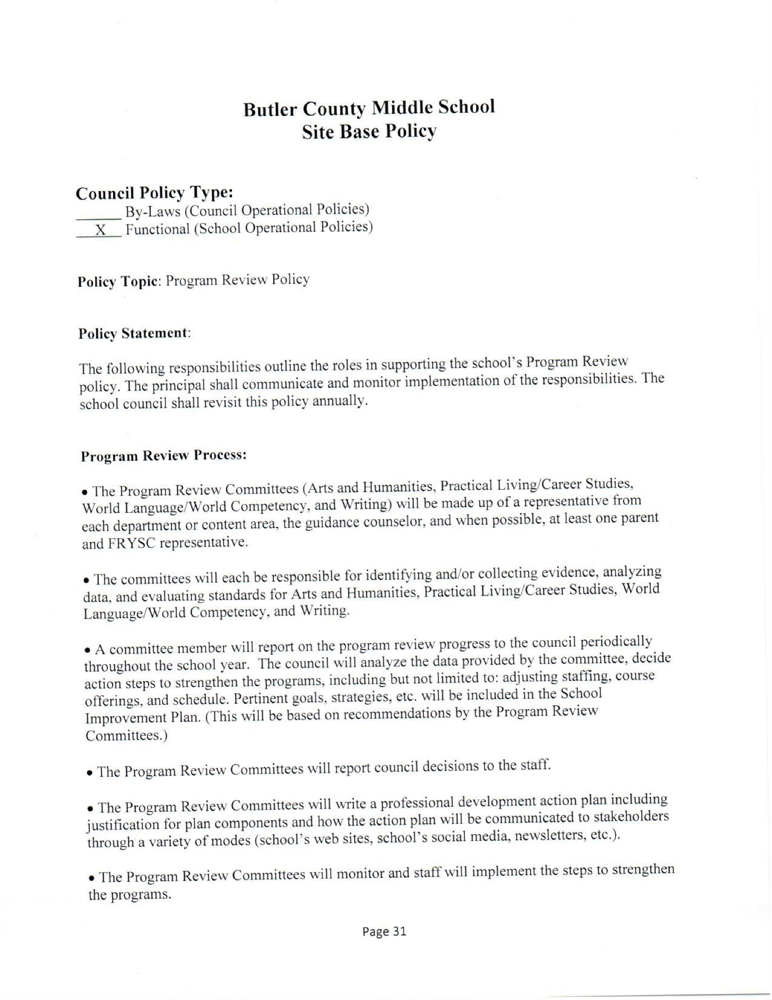 Butler County Middle School
Site Base Policy
Council Policy Type:
______ By-Laws (Council Operational Policies)
__X__ Functional (School Operational Policies)
Policy Topic: Program Review Policy
Policy Statement:
The following responsibilities outline the roles in supporting the school's Program Review
policy. The principal shall communicate and monitor implementation of the responsibilities. The
school council shall revisit this policy annually.
Program Review Process:
• The Program Review Committees (Arts and Humanities, Practical Living/Career Studies,
World Language/World Competency, and Writing) will be made up of a representative from
each department or content area, the guidance counselor, and when possible, at least one parent
and FRYSC representative.
• The committees will each be responsible for identifying and/or collecting evidence, analyzing
data, and evaluating standards for Arts and Humanities, Practical Living/Career Studies, World
Language/World Competency, and Writing.
• A committee member will report on the program review progress to the council periodically
throughout the school year. The council will analyze the data provided by the committee, decide
action steps to strengthen the programs, including but not limited to: adjusting staffing, course
offerings, and schedule. Pertinent goals, strategies, etc. will be included in the School
Improvement Plan. (This will be based on recommendations by the Program Review
Committees.)
• The Program Review Committees will report council decisions to the staff.
• The Program Review Committees will write a professional development action plan including
justification for plan components and how the action plan will be communicated to stakeholders
through a variety of modes (school's web sites, school's social media, newsletters, etc.).
• The Program Review Committees will monitor and staff will implement the steps to strengthen
the programs.
Page 31